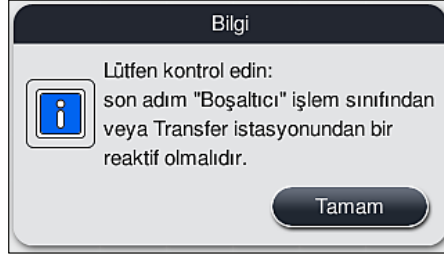 Bilgi
Lütfen kontrol edin:
son adım "Boşaltıcı" işlem sınıfından
veya Transfer istasyonundan bir
reaktif olmalıdır.
Tamam